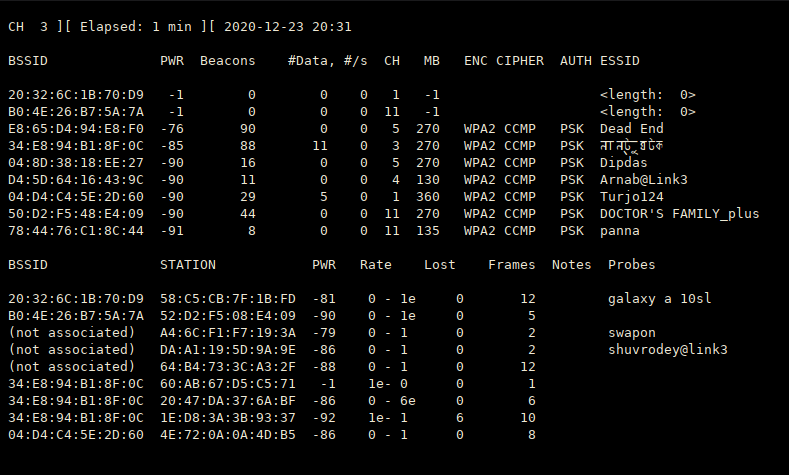 CH  3 ][ Elapsed: 1 min ][ 2020-12-23 20:31
BSSID              PWR  Beacons    #Data, #/s  CH   MB   ENC CIPHER  AUTH ESSID
20:32:6C:1B:70:D9   -1        0        0    0   1   -1                    <length:  0>
B0:4E:26:B7:5A:7A   -1        0        0    0  11   -1                    <length:  0>
E8:65:D4:94:E8:F0  -76       90        0    0   5  270   WPA2 CCMP   PSK  Dead End
34:E8:94:B1:8F:0C  -85       88       11    0   3  270   WPA2 CCMP   PSK
04:8D:38:18:EE:27  -90       16        0    0   5  270   WPA2 CCMP   PSK  Dipdas
D4:5D:64:16:43:9C  -90       11        0    0   4  130   WPA2 CCMP   PSK  Arnab@Link3
04:D4:C4:5E:2D:60  -90       29        5    0   1  360   WPA2 CCMP   PSK  Turjo124
50:D2:F5:48:E4:09  -90       44        0    0  11  270   WPA2 CCMP   PSK  DOCTOR'S FAMILY_plus
78:44:76:C1:8C:44  -91        8        0    0  11  135   WPA2 CCMP   PSK  panna
BSSID              STATION            PWR   Rate    Lost    Frames  Notes  Probes
20:32:6C:1B:70:D9  58:C5:CB:7F:1B:FD  -81    0 - 1e     0       12         galaxy a 10sl
B0:4E:26:B7:5A:7A  52:D2:F5:08:E4:09  -90    0 - 1e     0        5
(not associated)   A4:6C:F1:F7:19:3A  -79    0 - 1      0        2         swapon
(not associated)   DA:A1:19:5D:9A:9E  -86    0 - 1      0        2         shuvrodey@link3
(not associated)   64:B4:73:3C:A3:2F  -88    0 - 1      0       12
34:E8:94:B1:8F:0C  60:AB:67:D5:C5:71   -1    1e- 0      0        1
34:E8:94:B1:8F:0C  20:47:DA:37:6A:BF  -86    0 - 6e     0        6
34:E8:94:B1:8F:0C  1E:D8:3A:3B:93:37  -92    1e- 1      6       10
04:D4:C4:5E:2D:60  4E:72:0A:0A:4D:B5  -86    0 - 1      0        8